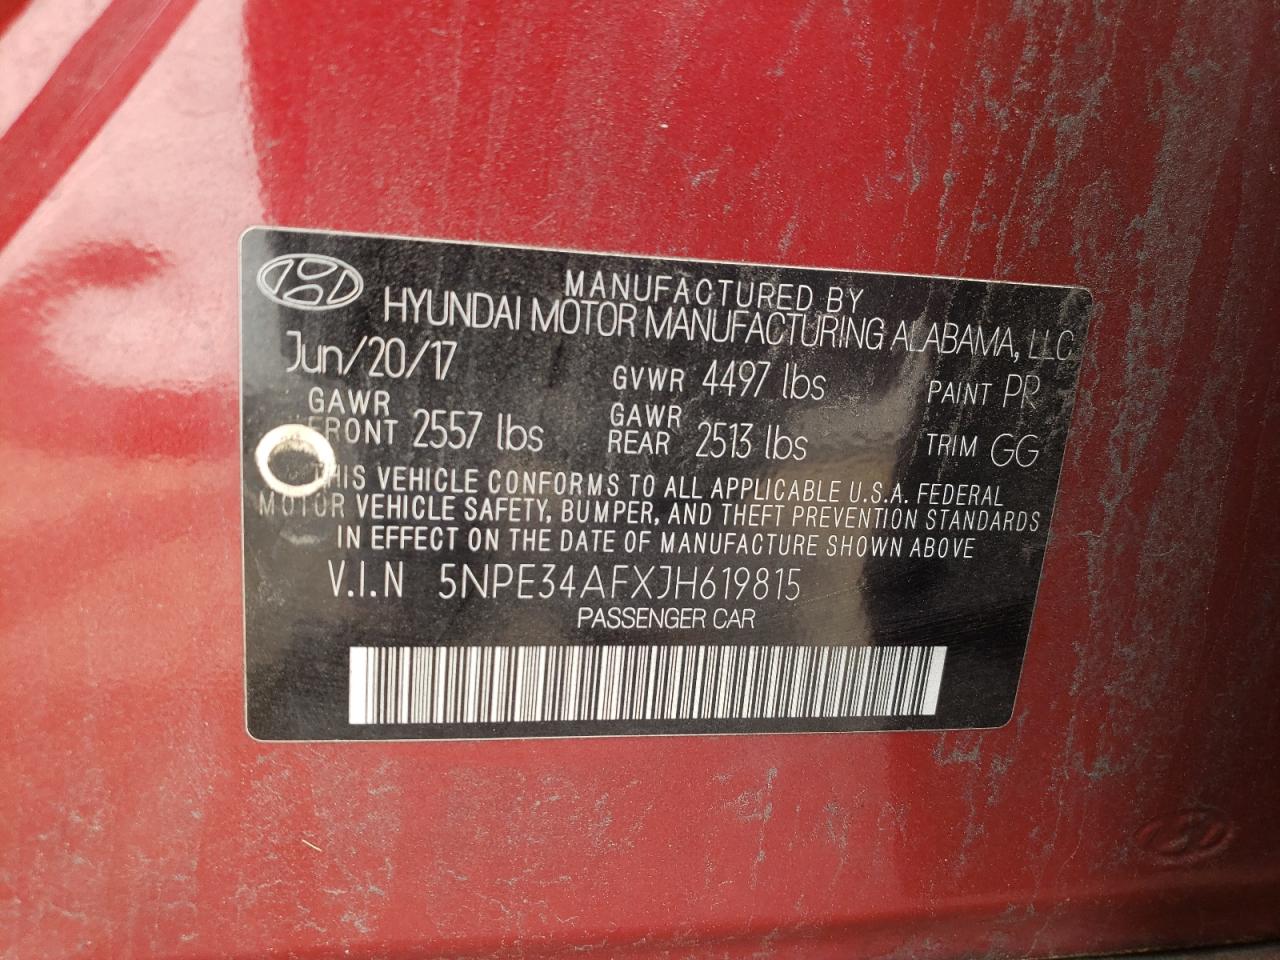 MANUFACTURED BY
HYUNDAI MOTOR MANUFACTURING ALABAMA, LLC
Jun/20/17 GVWR 4497 lbs PAINT PR
GAWR FRONT 2557 lbs GAWR REAR 2513 lbs TRIM GG
THIS VEHICLE CONFORMS TO ALL APPLICABLE U.S.A. FEDERAL
MOTOR VEHICLE SAFETY, BUMPER, AND THEFT PREVENTION STANDARDS
IN EFFECT ON THE DATE OF MANUFACTURE SHOWN ABOVE
V.I.N 5NPE34AFXJH619815
PASSENGER CAR